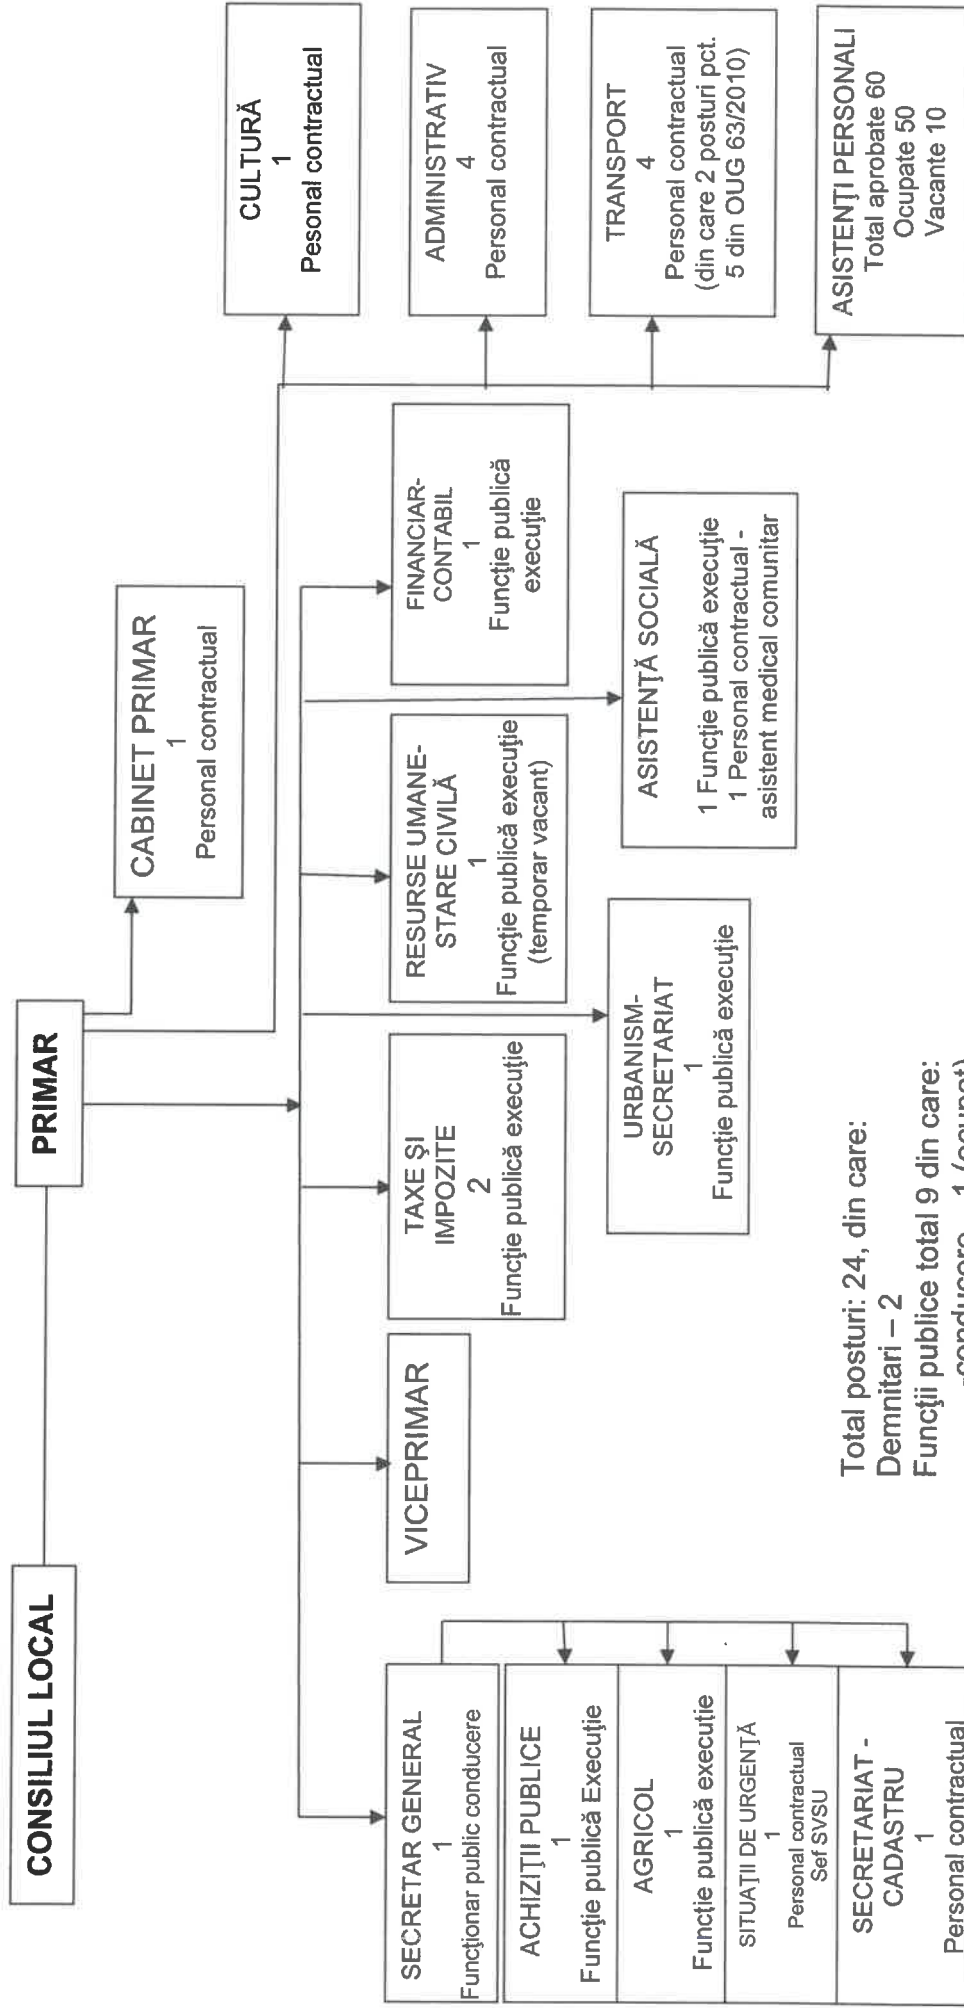 CONSILIUL LOCAL
PRIMAR
CABINET PRIMAR
1
Personal contractual
SECRETAR GENERAL
1
Funcţionar public conducere
ACHIZIŢII PUBLICE
1
Funcţie publică Execuţie
AGRICOL
1
Funcţie publică execuţie
SITUAŢII DE URGENŢĂ
1
Personal contractual
Sef SVSU
SECRETARIAT -
CADASTRU
1
Personal contractual
VICEPRIMAR
TAXE ŞI
IMPOZITE
2
Funcţie publică execuţie
RESURSE UMANE-
STARE CIVILĂ
1
Funcţie publică execuţie
(temporar vacant)
FINANCIAR-
CONTABIL
1
Funcţie publică
execuţie
URBANISM-
SECRETARIAT
1
Funcţie publică execuţie
ASISTENŢĂ SOCIALĂ
1 Funcţie publică execuţie
1 Personal contractual -
asistent medical comunitar
CULTURĂ
1
Pesonal contractual
ADMINISTRATIV
4
Personal contractual
TRANSPORT
4
Personal contractual
(din care 2 posturi pct.
5 din OUG 63/2010)
ASISTENŢI PERSONALI
Total aprobate 60
Ocupate 50
Vacante 10
Total posturi: 24, din care:
Demnitari – 2
Funcţii publice total 9 din care:
-conducere – 1 (ocupat)